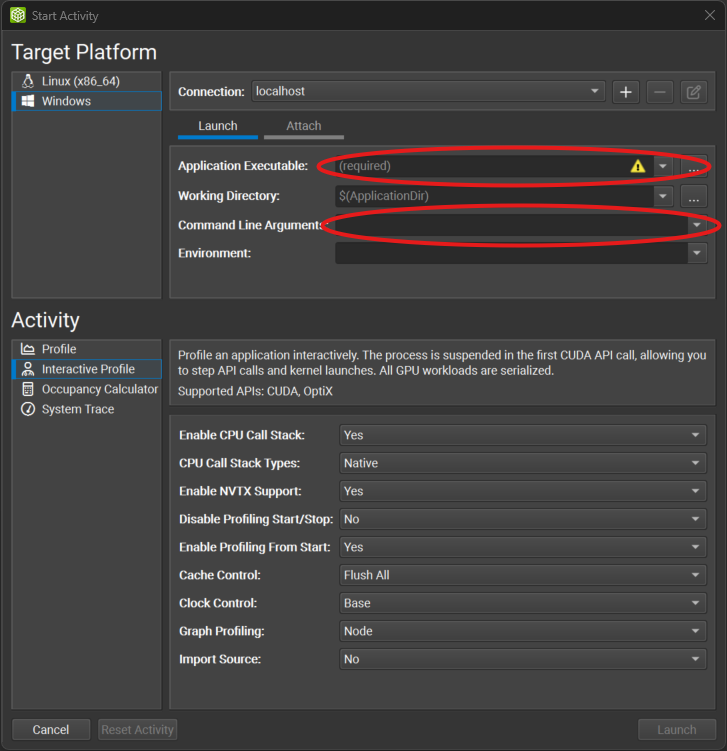 Start Activity
Target Platform
Linux (x86_64)
Windows
Connection: localhost
Launch Attach
Application Executable: (required) ...
Working Directory: $(ApplicationDir) ...
Command Line Arguments:
Environment:
Activity
Profile
Interactive Profile
Occupancy Calculator
System Trace
Profile an application interactively. The process is suspended in the first CUDA API call, allowing you
to step API calls and kernel launches. All GPU workloads are serialized.
Supported APIs: CUDA, OptiX
Enable CPU Call Stack: Yes
CPU Call Stack Types: Native
Enable NVTX Support: Yes
Disable Profiling Start/Stop: No
Enable Profiling From Start: Yes
Cache Control: Flush All
Clock Control: Base
Graph Profiling: Node
Import Source: No
Cancel Reset Activity Launch